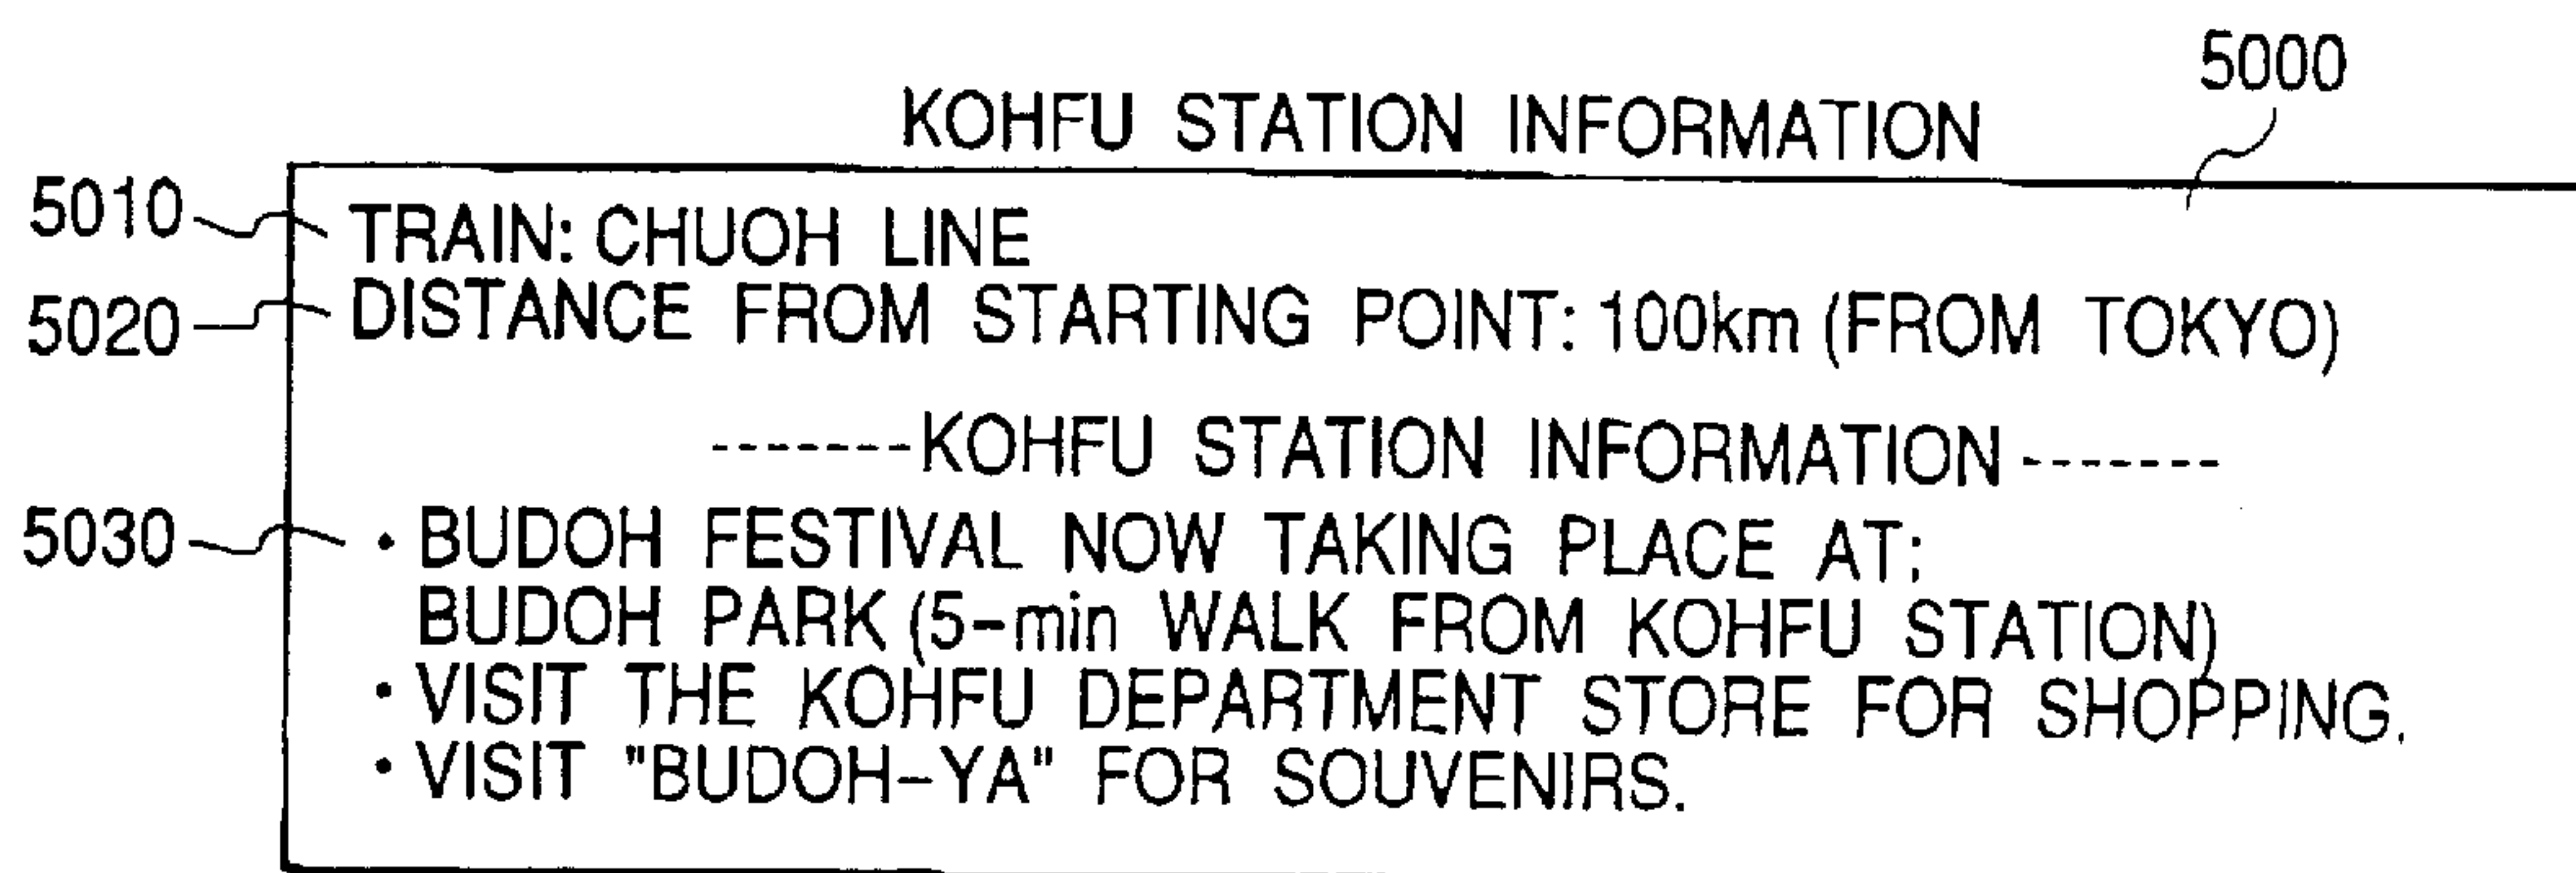 5000
KOHFU STATION INFORMATION
5010 TRAIN: CHUOH LINE
5020 DISTANCE FROM STARTING POINT: 100km (FROM TOKYO)
-------KOHFU STATION INFORMATION-------
5030 • BUDOH FESTIVAL NOW TAKING PLACE AT:
BUDOH PARK (5-min WALK FROM KOHFU STATION)
• VISIT THE KOHFU DEPARTMENT STORE FOR SHOPPING.
• VISIT "BUDOH-YA" FOR SOUVENIRS.